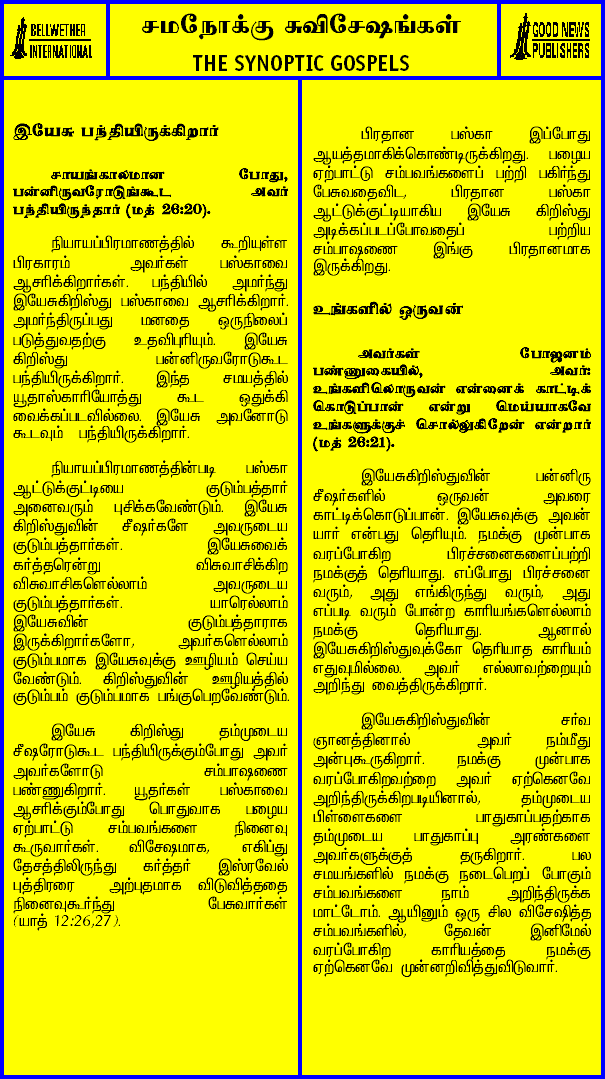 BELLWETHER
INTERNATIONAL
சமநோக்கு சுவிசேஷங்கள்
THE SYNOPTIC GOSPELS
GOOD NEWS
PUBLISHERS
இயேசு பந்தியிருக்கிறார்
சாயங்காலமான போது,
பன்னிருவரோடுங்கூட அவர்
பந்தியிருந்தார் (மத் 26:20).
நியாயப்பிரமாணத்தில் கூறியுள்ள
பிரகாரம் அவர்கள் பஸ்காவை
ஆசரிக்கிறார்கள். பந்தியில் அமர்ந்து
இயேசுகிறிஸ்து பஸ்காவை ஆசரிக்கிறார்.
அமர்ந்திருப்பது மனதை ஒருநிலைப்
படுத்துவதற்கு உதவிபுரியும். இயேசு
கிறிஸ்து பன்னிருவரோடுகூட
பந்தியிருக்கிறார். இந்த சமயத்தில்
யூதாஸ்காரியோத்து கூட ஒதுக்கி
வைக்கப்படவில்லை. இயேசு அவனோடு
கூடவும் பந்தியிருக்கிறார்.
நியாயப்பிரமாணத்தின்படி பஸ்கா
ஆட்டுக்குட்டியை குடும்பத்தார்
அனைவரும் புசிக்கவேண்டும். இயேசு
கிறிஸ்துவின் சீஷர்களே அவருடைய
குடும்பத்தார்கள். இயேசுவைக்
கர்த்தரென்று விசுவாசிக்கிற
விசுவாசிகளெல்லாம் அவருடைய
குடும்பத்தார்கள். யாரெல்லாம்
இயேசுவின் குடும்பத்தாராக
இருக்கிறார்களோ, அவர்களெல்லாம்
குடும்பமாக இயேசுவுக்கு ஊழியம் செய்ய
வேண்டும். கிறிஸ்துவின் ஊழியத்தில்
குடும்பம் குடும்பமாக பங்குபெறவேண்டும்.
இயேசு கிறிஸ்து தம்முடைய
சீஷரோடுகூட பந்தியிருக்கும்போது அவர்
அவர்களோடு சம்பாஷணை
பண்ணுகிறார். யூதர்கள் பஸ்காவை
ஆசரிக்கும்போது பொதுவாக பழைய
ஏற்பாட்டு சம்பவங்களை நினைவு
கூருவார்கள். விசேஷமாக, எகிப்து
தேசத்திலிருந்து கர்த்தர் இஸ்ரவேல்
புத்திரரை அற்புதமாக விடுவித்ததை
நினைவுகூர்ந்து பேசுவார்கள்
(யாத் 12:26,27).
பிரதான பஸ்கா இப்போது
ஆயத்தமாகிக்கொண்டிருக்கிறது. பழைய
ஏற்பாட்டு சம்பவங்களைப் பற்றி பகிர்ந்து
பேசுவதைவிட, பிரதான பஸ்கா
ஆட்டுக்குட்டியாகிய இயேசு கிறிஸ்து
அடிக்கப்படப்போவதைப் பற்றிய
சம்பாஷணை இங்கு பிரதானமாக
இருக்கிறது.
உங்களில் ஒருவன்
அவர்கள் போஜனம்
பண்ணுகையில், அவர்:
உங்களிலொருவன் என்னைக் காட்டிக்
கொடுப்பான் என்று மெய்யாகவே
உங்களுக்குச் சொல்லுகிறேன் என்றார்
(மத் 26:21).
இயேசுகிறிஸ்துவின் பன்னிரு
சீஷர்களில் ஒருவன் அவரை
காட்டிக்கொடுப்பான். இயேசுவுக்கு அவன்
யார் என்பது தெரியும். நமக்கு முன்பாக
வரப்போகிற பிரச்சனைகளைப்பற்றி
நமக்குத் தெரியாது. எப்போது பிரச்சனை
வரும், அது எங்கிருந்து வரும், அது
எப்படி வரும் போன்ற காரியங்களெல்லாம்
நமக்கு தெரியாது. ஆனால்
இயேசுகிறிஸ்துவுக்கோ தெரியாத காரியம்
எதுவுமில்லை. அவர் எல்லாவற்றையும்
அறிந்து வைத்திருக்கிறார்.
இயேசுகிறிஸ்துவின் சர்வ
ஞானத்தினால் அவர் நம்மீது
அன்புகூருகிறார். நமக்கு முன்பாக
வரப்போகிறவற்றை அவர் ஏற்கெனவே
அறிந்திருக்கிறபடியினால், தம்முடைய
பிள்ளைகளை பாதுகாப்பதற்காக
தம்முடைய பாதுகாப்பு அரண்களை
அவர்களுக்குத் தருகிறார். பல
சமயங்களில் நமக்கு நடைபெறப் போகும்
சம்பவங்களை நாம் அறிந்திருக்க
மாட்டோம். ஆயினும் ஒரு சில விசேஷித்த
சம்பவங்களில், தேவன் இனிமேல்
வரப்போகிற காரியத்தை நமக்கு
ஏற்கெனவே முன்னறிவித்துவிடுவார்.